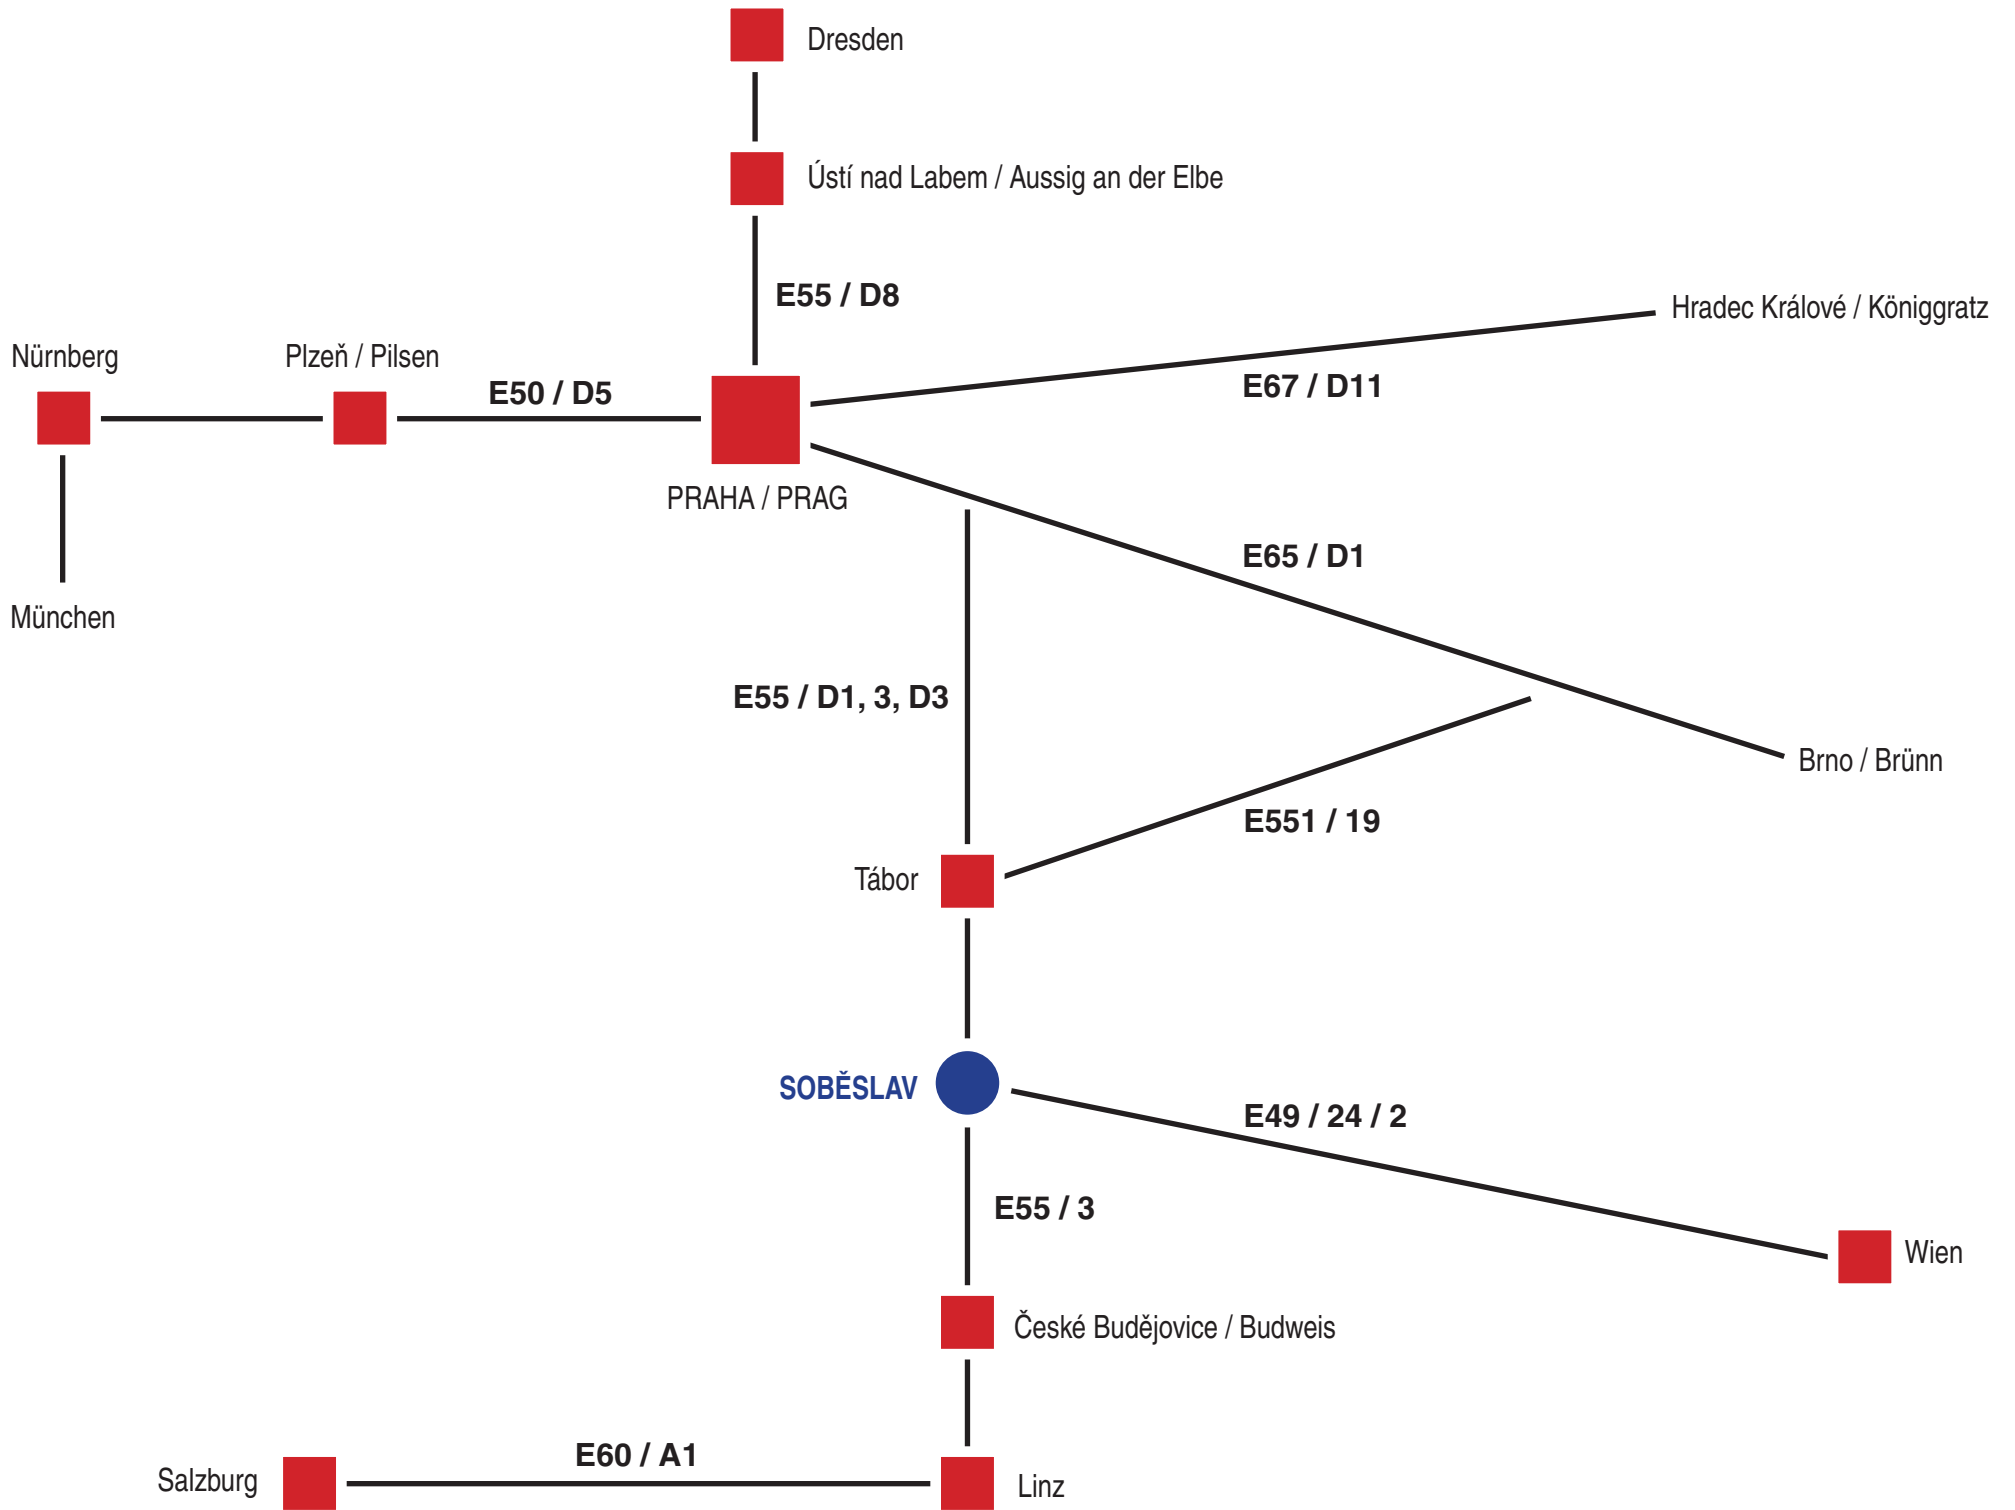 Dresden
Ústí nad Labem / Aussig an der Elbe
E55 / D8
Hradec Králové / Königgratz
Nürnberg
Plzeň / Pilsen
E50 / D5
E67 / D11
PRAHA / PRAG
E65 / D1
München
E55 / D1, 3, D3
Brno / Brünn
E551 / 19
Tábor
SOBĚSLAV
E49 / 24 / 2
E55 / 3
Wien
České Budějovice / Budweis
E60 / A1
Salzburg
Linz